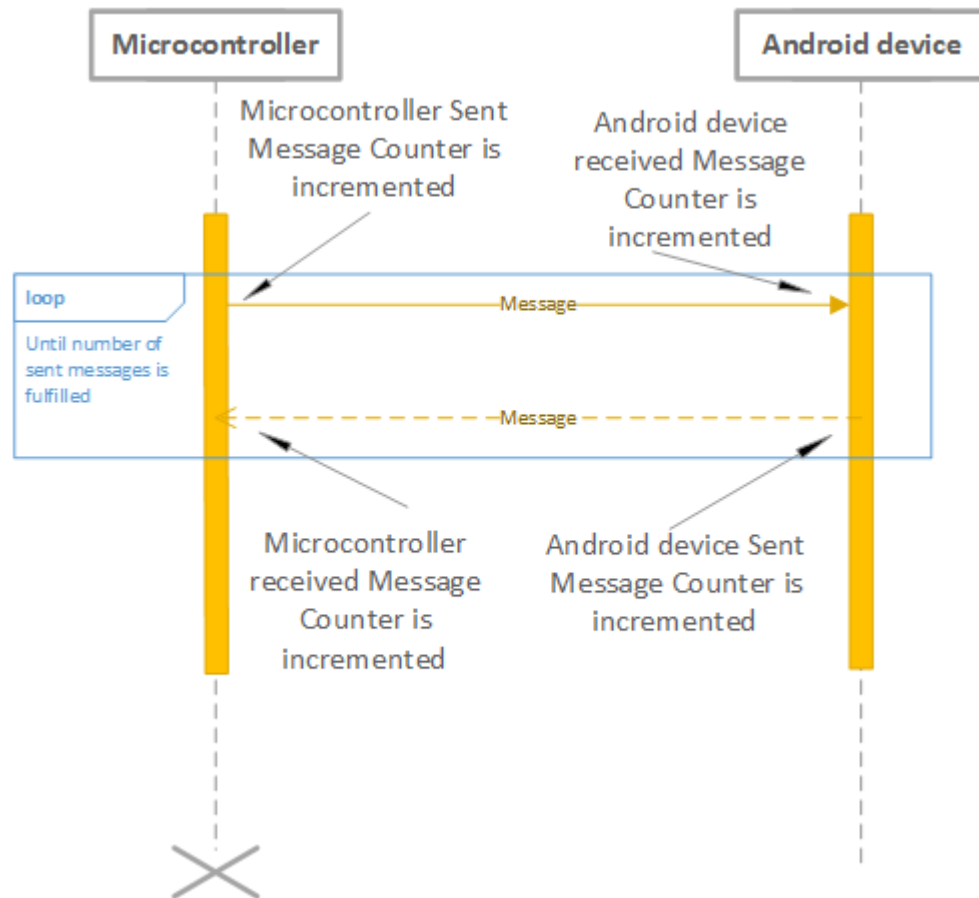 Microcontroller
Android device
Microcontroller Sent
Message Counter is
incremented
Android device
received Message
Counter is
incremented
loop
Until number of
sent messages is
fulfilled
Message
Message
Microcontroller
received Message
Counter is
incremented
Android device Sent
Message Counter is
incremented